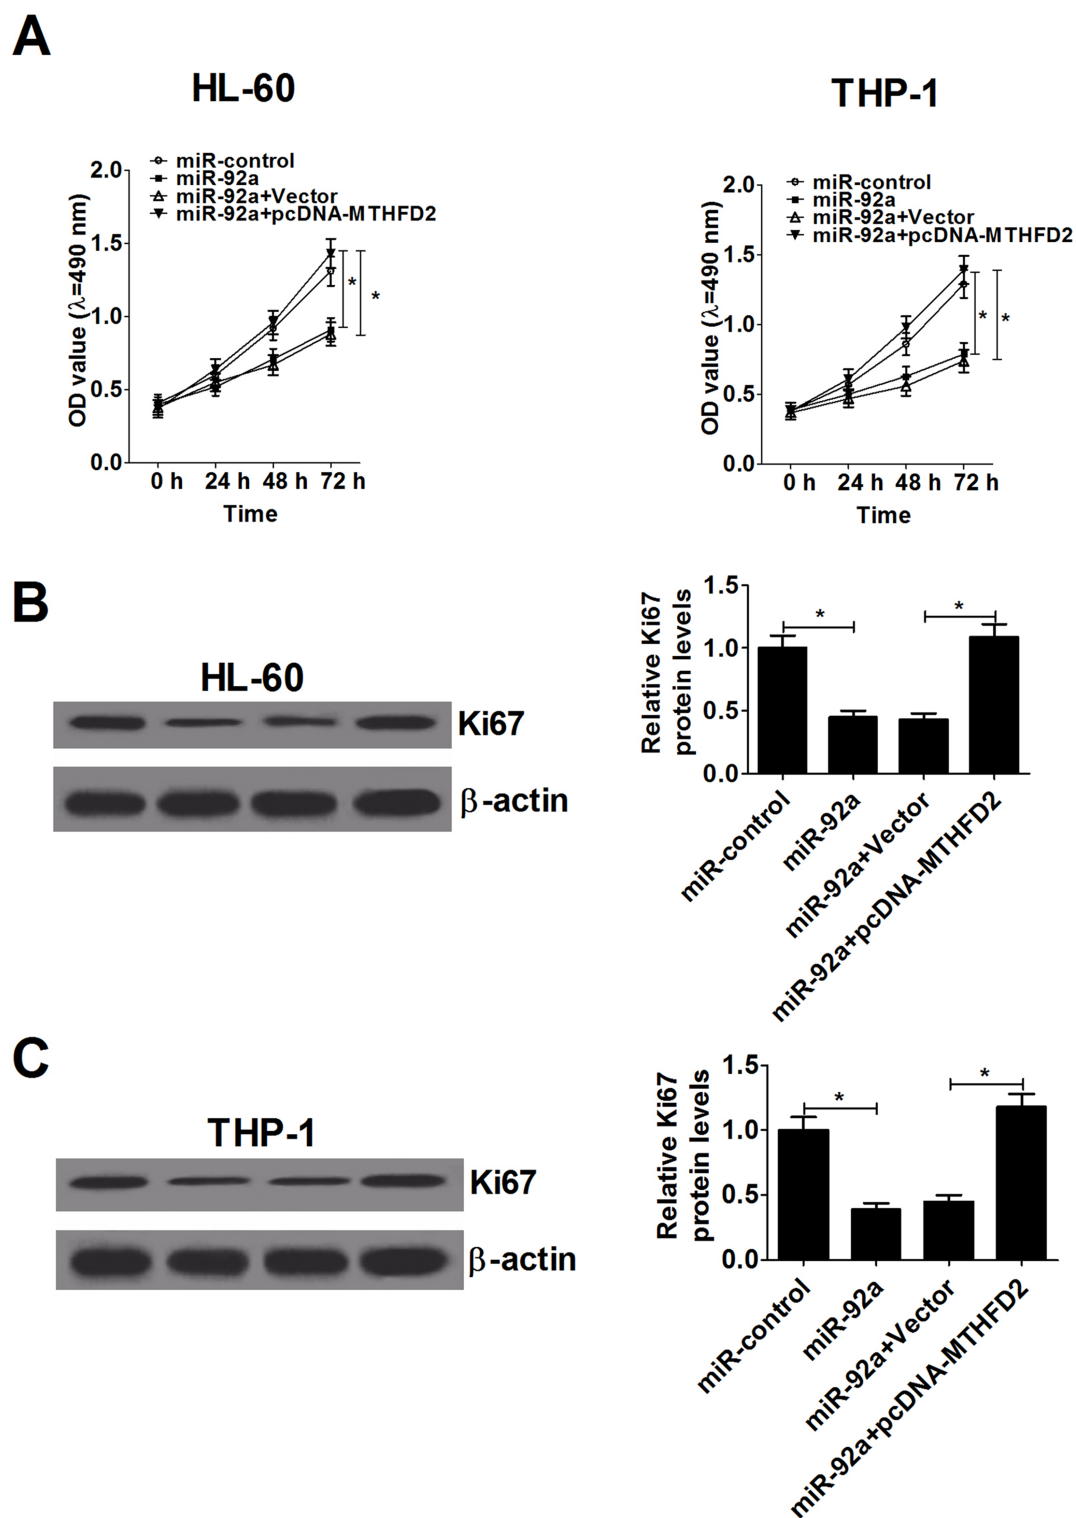 A
HL-60
miR-control
miR-92a
miR-92a+Vector
miR-92a+pcDNA-MTHFD2
OD value (λ=490 nm)
2.0
1.5
1.0
0.5
0.0
*
*
0 h 24 h 48 h 72 h
Time
THP-1
miR-control
miR-92a
miR-92a+Vector
miR-92a+pcDNA-MTHFD2
OD value (λ=490 nm)
2.0
1.5
1.0
0.5
0.0
*
*
0 h 24 h 48 h 72 h
Time
B
HL-60
Ki67
β-actin
Relative Ki67
protein levels
1.5
1.0
0.5
0.0
*
*
miR-control
miR-92a
miR-92a+Vector
miR-92a+pcDNA-MTHFD2
C
THP-1
Ki67
β-actin
Relative Ki67
protein levels
1.5
1.0
0.5
0.0
*
*
miR-control
miR-92a
miR-92a+Vector
miR-92a+pcDNA-MTHFD2